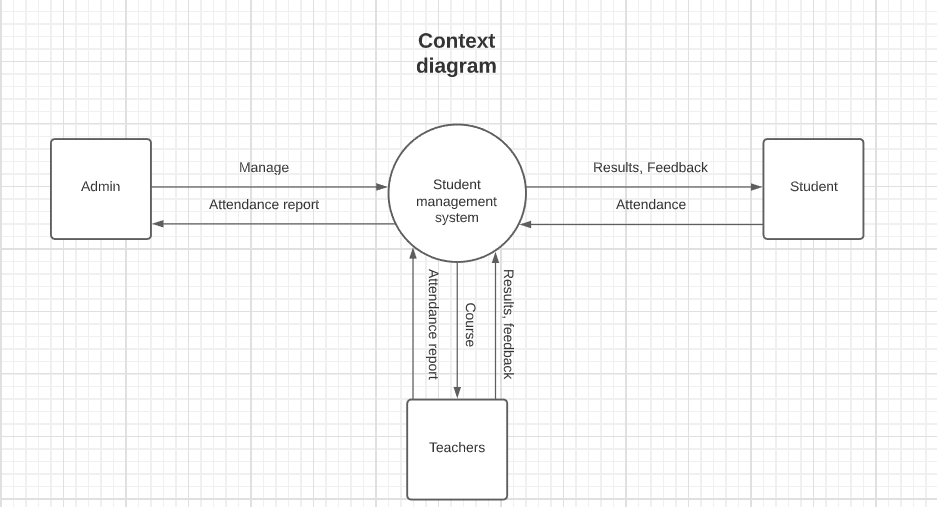 Context
diagram
Admin
Manage
Attendance report
Student
management
system
Results, Feedback
Attendance
Student
Attendance report
Course
Results, feedback
Teachers